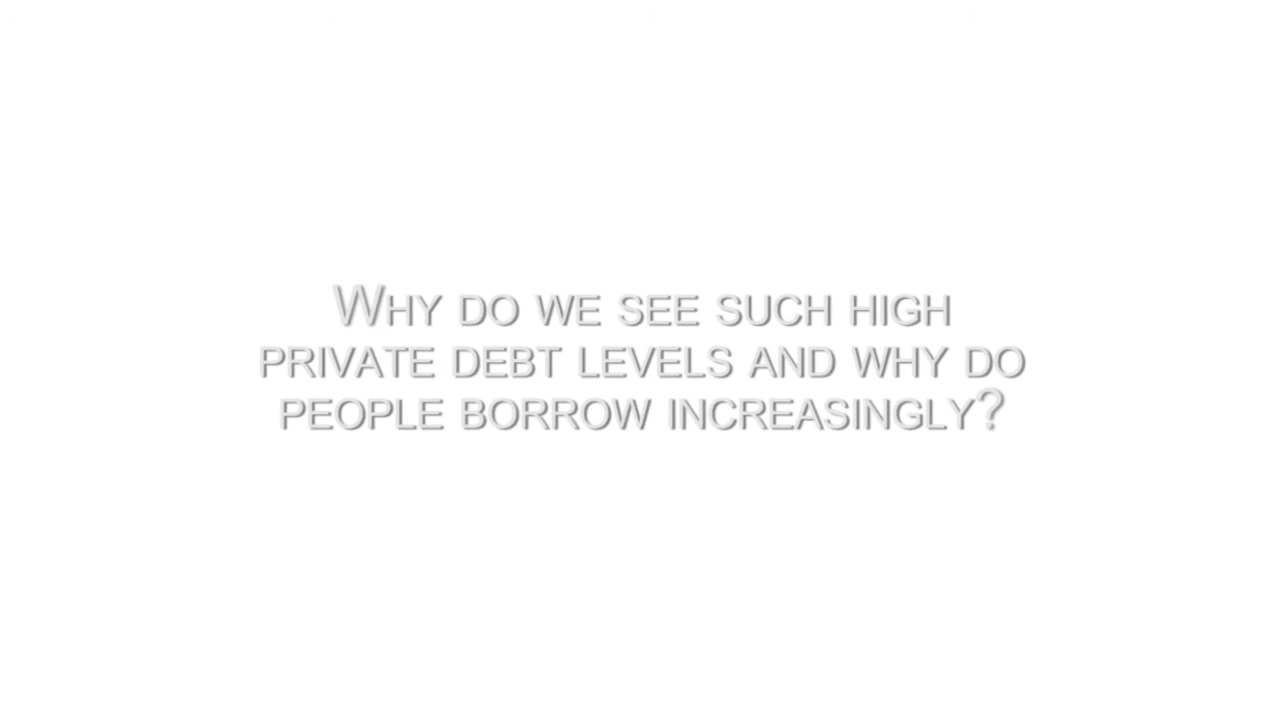 Why do we see such high
private debt levels and why do
people borrow increasingly?